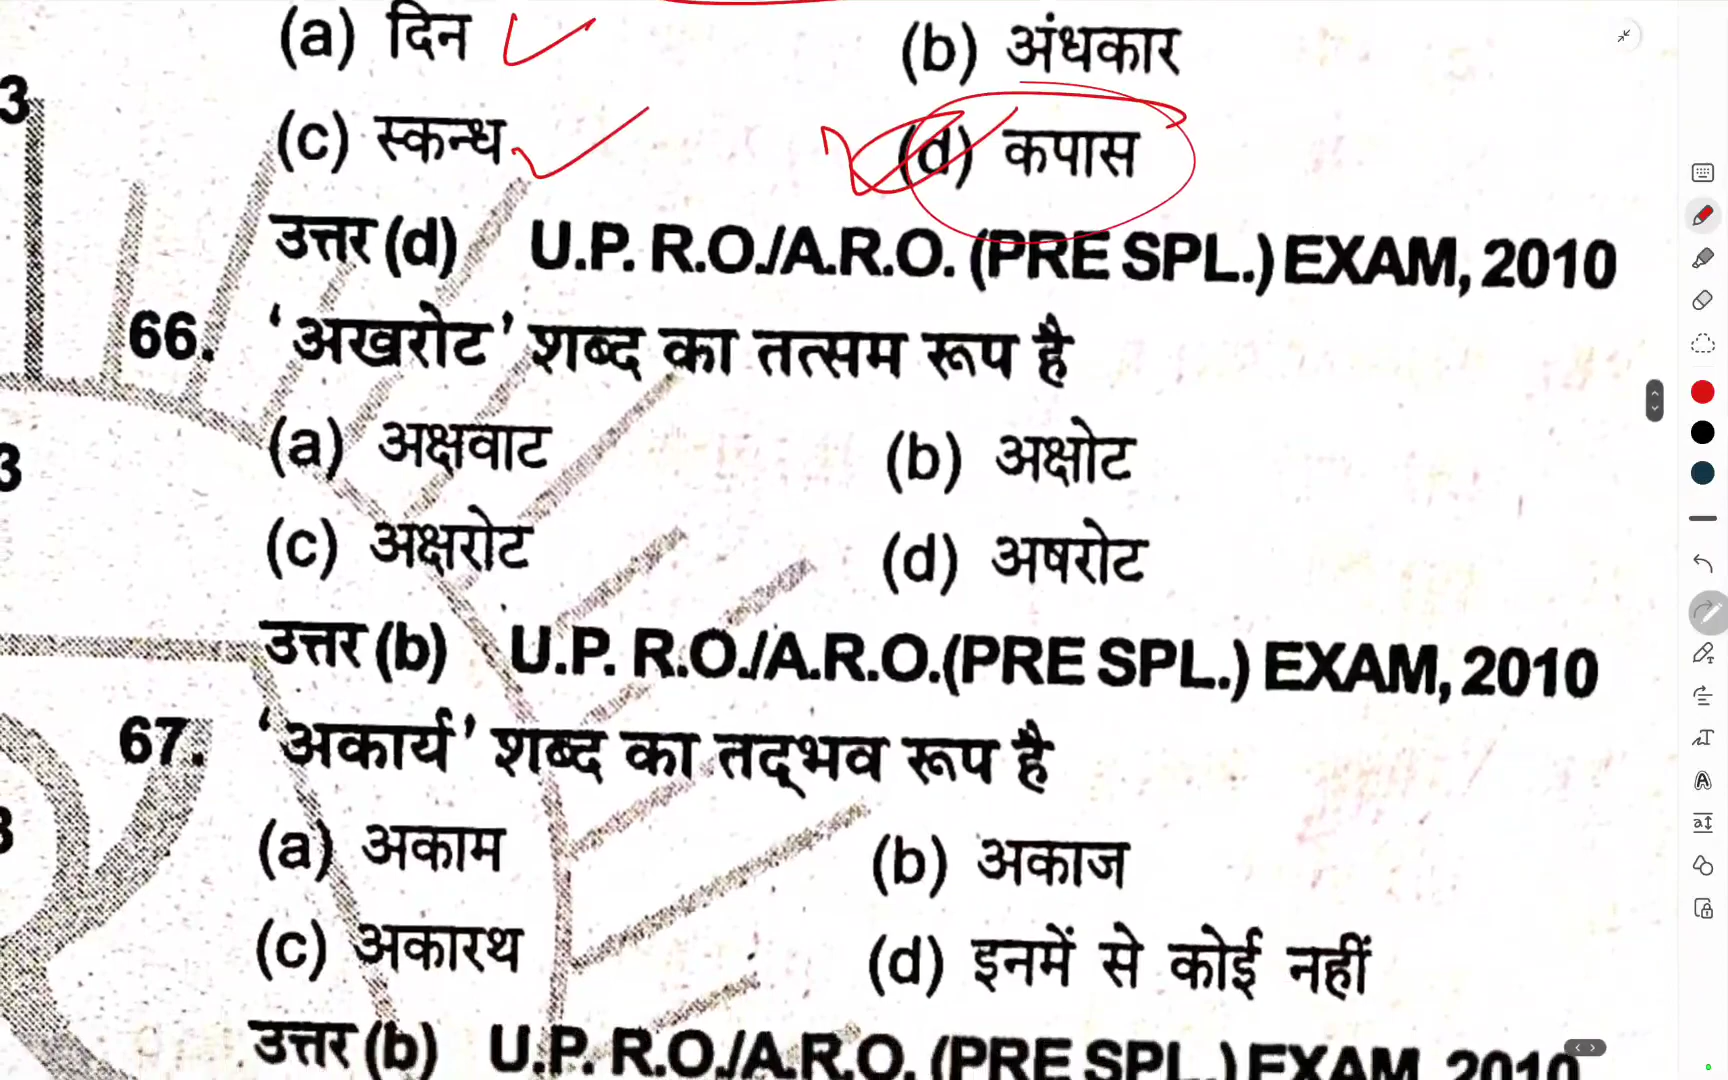 (a) दिन (b) अंधकार
(c) स्कन्ध (d) कपास
उत्तर (d) U.P. R.O./A.R.O. (PRE SPL.) EXAM, 2010
66. ‘अखरोट’ शब्द का तत्सम रूप है
(a) अक्षवाट (b) अक्षोट
(c) अक्षरोट (d) अषरोट
उत्तर (b) U.P. R.O./A.R.O.(PRE SPL.) EXAM, 2010
67. ‘अकार्य’ शब्द का तद्भव रूप है
(a) अकाम (b) अकाज
(c) अकारथ (d) इनमें से कोई नहीं
उत्तर (b) U.P. R.O./A.R.O. (PRE SPL.) EXAM, 2010